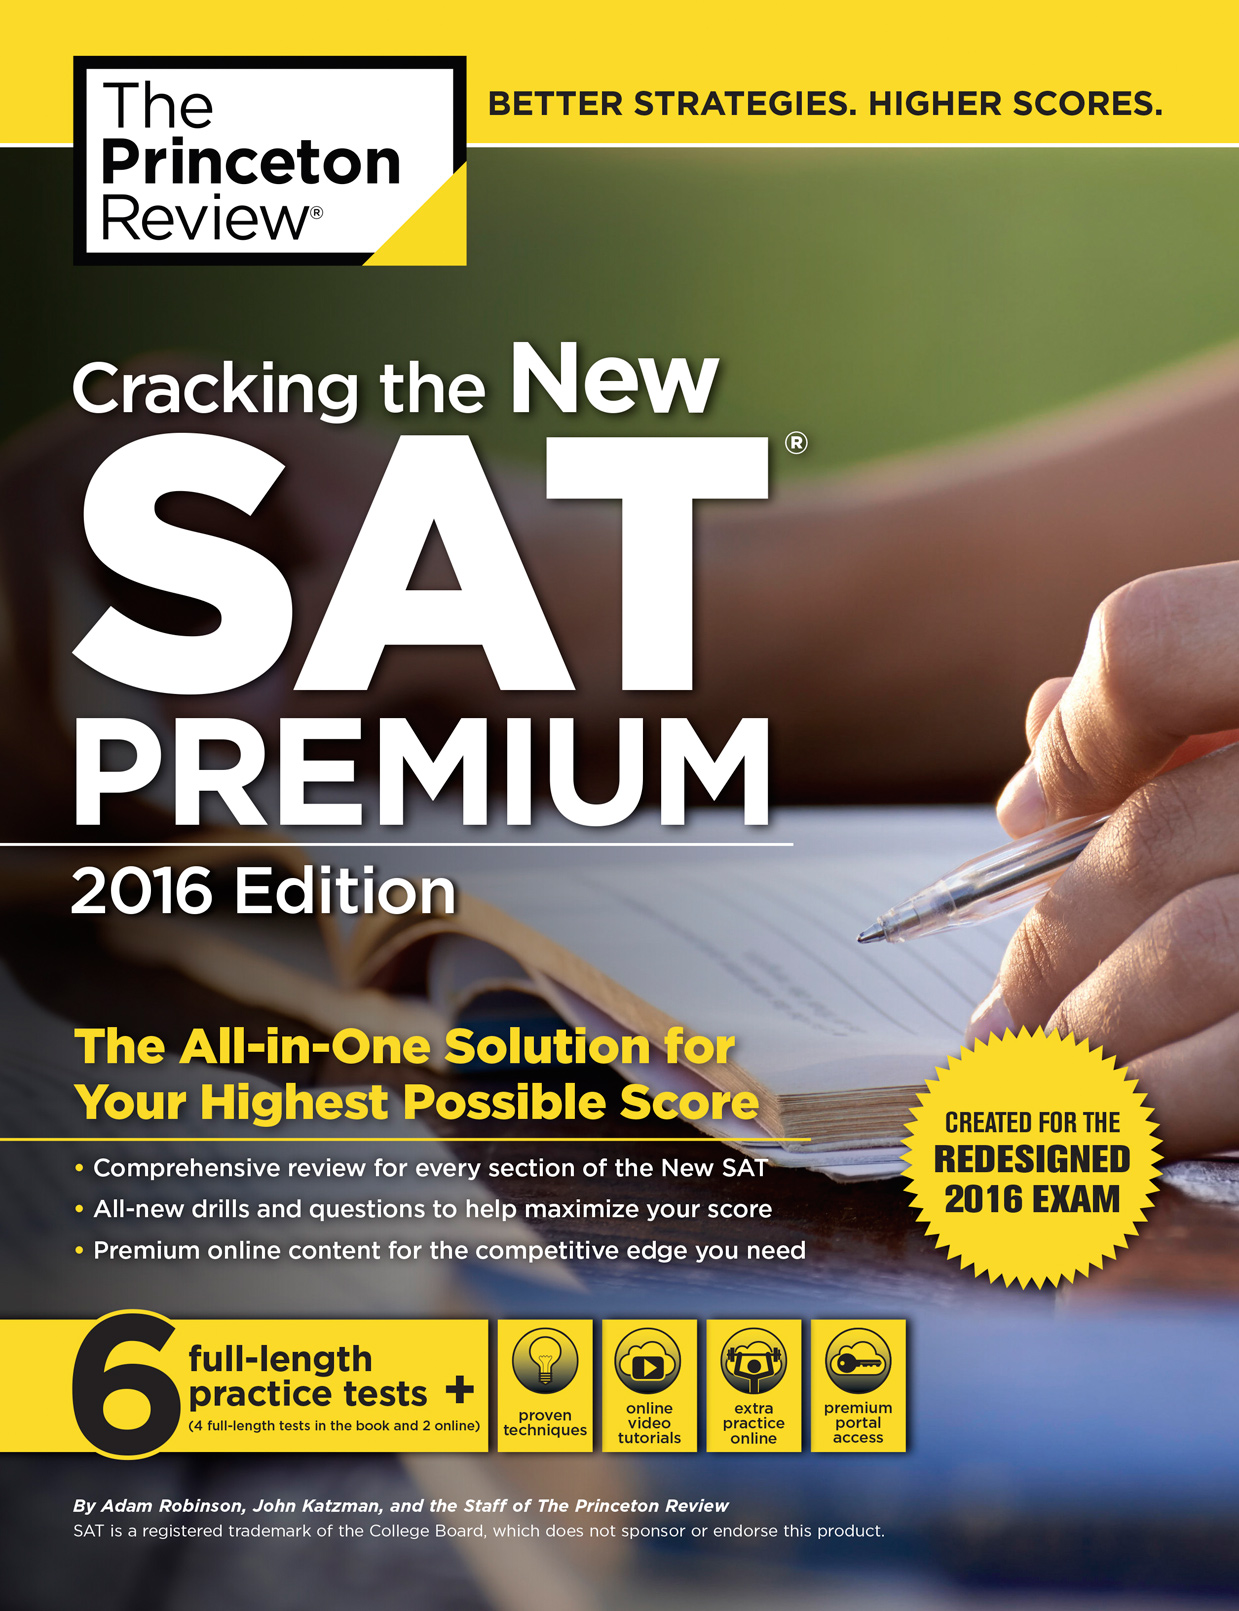 The
Princeton
Review®
BETTER STRATEGIES. HIGHER SCORES.
Cracking the New
SAT®
PREMIUM
2016 Edition
The All-in-One Solution for
Your Highest Possible Score
• Comprehensive review for every section of the New SAT
• All-new drills and questions to help maximize your score
• Premium online content for the competitive edge you need
CREATED FOR THE
REDESIGNED
2016 EXAM
6 full-length
practice tests +
(4 full-length tests in the book and 2 online)
proven
techniques
online
video
tutorials
extra
practice
online
premium
portal
access
By Adam Robinson, John Katzman, and the Staff of The Princeton Review
SAT is a registered trademark of the College Board, which does not sponsor or endorse this product.